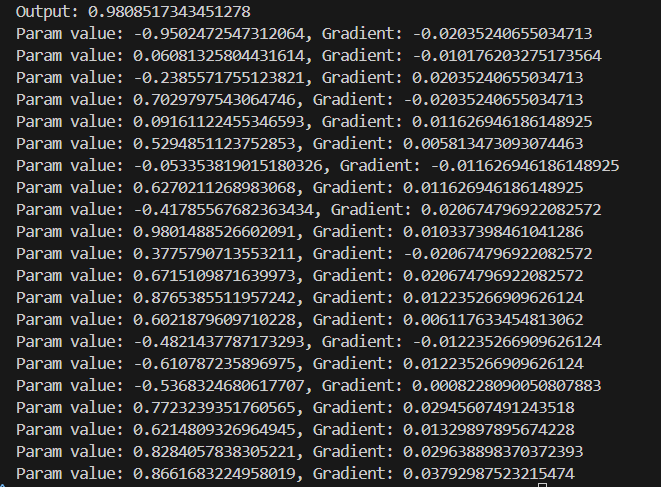 Output: 0.9808517343451278
Param value: -0.9502472547312064, Gradient: -0.02035240655034713
Param value: 0.06081325804431614, Gradient: -0.010176203275173564
Param value: -0.2385571755123821, Gradient: 0.02035240655034713
Param value: 0.7029797543064746, Gradient: -0.02035240655034713
Param value: 0.09161122455346593, Gradient: 0.011626946186148925
Param value: 0.5294851123752853, Gradient: 0.005813473093074463
Param value: -0.053353819015180326, Gradient: -0.011626946186148925
Param value: 0.6270211268983068, Gradient: 0.011626946186148925
Param value: -0.41785567682363434, Gradient: 0.020674796922082572
Param value: 0.9801488526602091, Gradient: 0.010337398461041286
Param value: 0.3775790713553211, Gradient: -0.020674796922082572
Param value: 0.6715109871639973, Gradient: 0.020674796922082572
Param value: 0.8765385511957242, Gradient: 0.012235266909626124
Param value: 0.6021879609710228, Gradient: 0.006117633454813062
Param value: -0.4821437787173293, Gradient: -0.012235266909626124
Param value: -0.610787235896975, Gradient: 0.012235266909626124
Param value: -0.5368324680617707, Gradient: 0.0008228090050807883
Param value: 0.7723239351760565, Gradient: 0.02945607491243518
Param value: 0.6214809326964945, Gradient: 0.01329897895674228
Param value: 0.8284057838305221, Gradient: 0.029638898370372393
Param value: 0.8661683224958019, Gradient: 0.03792987523215474